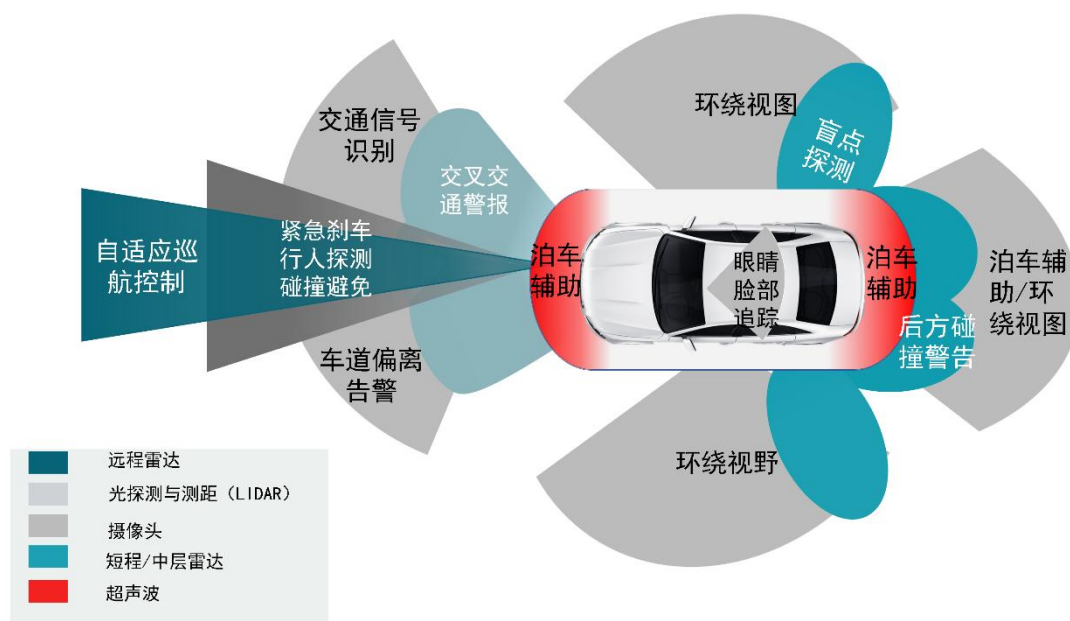 环绕视图
交通信号
识别
盲点
探测
交叉交
通警报
自适应巡
航控制
紧急刹车
行人探测
碰撞避免
泊车
辅助
眼睛
脸部
追踪
泊车
辅助
泊车辅
助/环
绕视图
后方碰
撞警告
车道偏离
告警
环绕视野
远程雷达
光探测与测距（LIDAR）
摄像头
短程/中层雷达
超声波